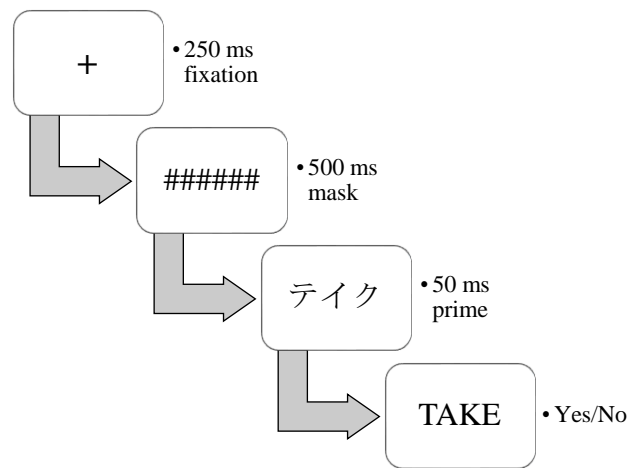 +
• 250 ms
fixation
######
• 500 ms
mask
テイク
• 50 ms
prime
TAKE
• Yes/No